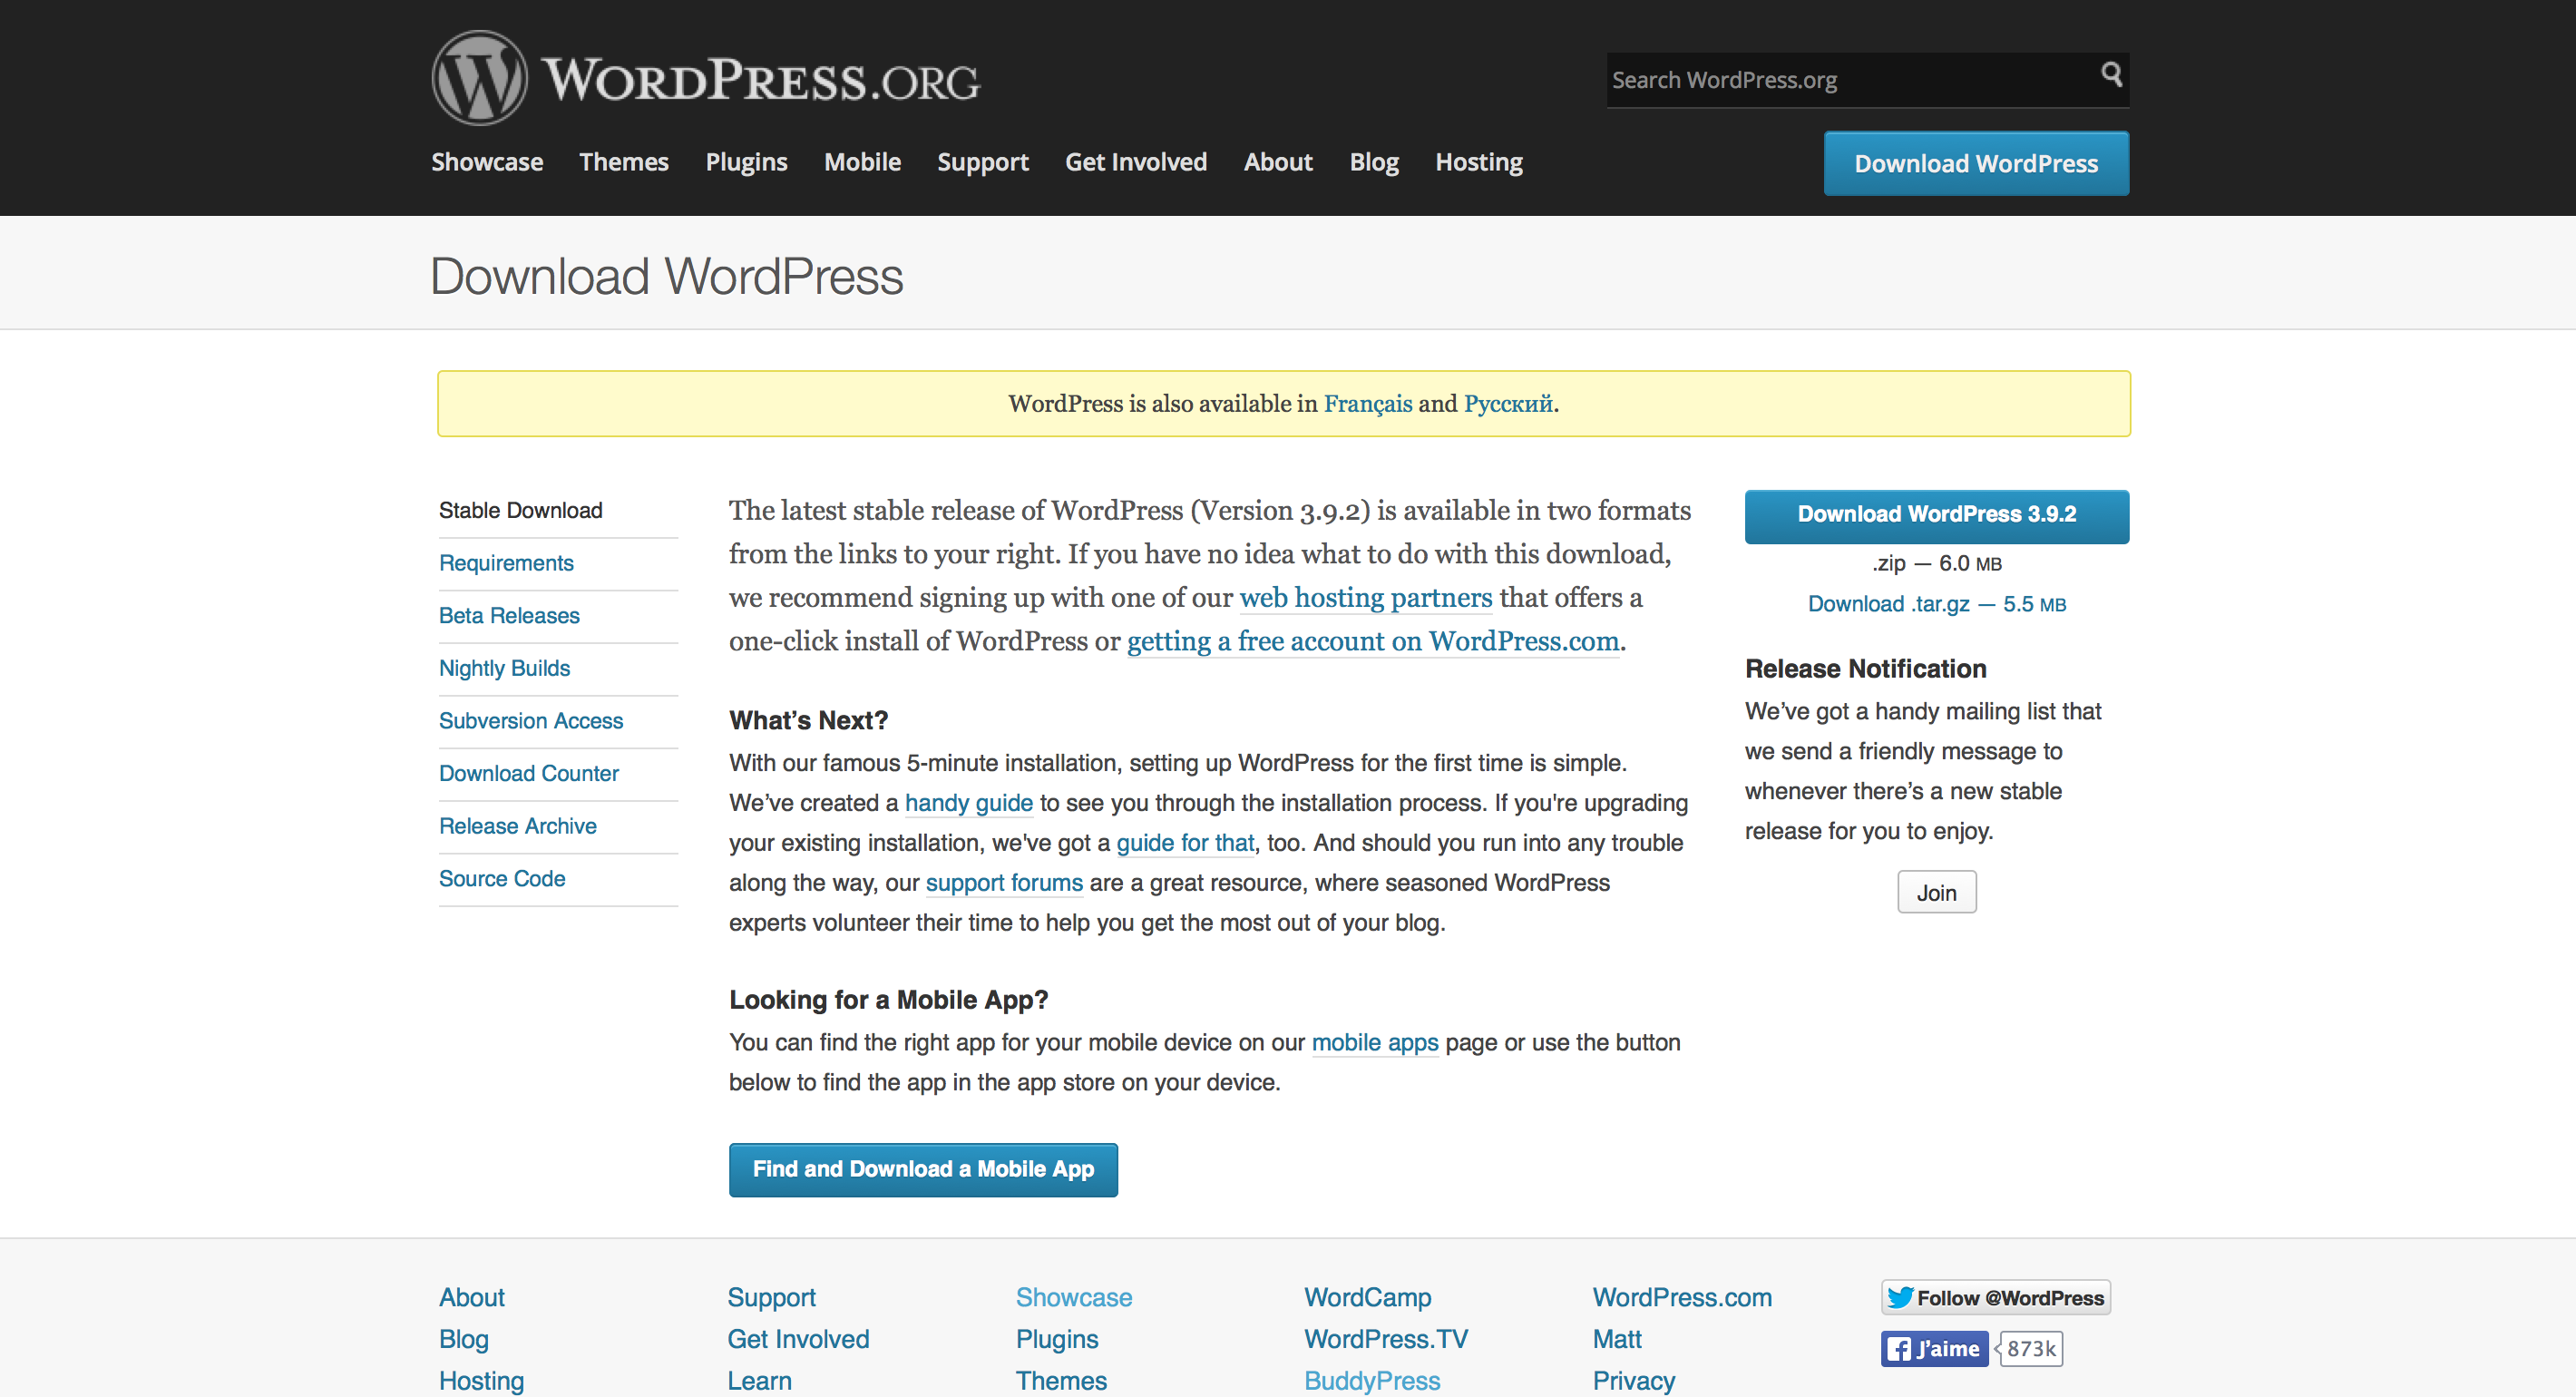 WORDPRESS.ORG
Search WordPress.org
Showcase Themes Plugins Mobile Support Get Involved About Blog Hosting
Download WordPress
Download WordPress
WordPress is also available in Français and Русский.
Stable Download
Requirements
Beta Releases
Nightly Builds
Subversion Access
Download Counter
Release Archive
Source Code
The latest stable release of WordPress (Version 3.9.2) is available in two formats
from the links to your right. If you have no idea what to do with this download,
we recommend signing up with one of our web hosting partners that offers a
one-click install of WordPress or getting a free account on WordPress.com.
What’s Next?
With our famous 5-minute installation, setting up WordPress for the first time is simple.
We’ve created a handy guide to see you through the installation process. If you're upgrading
your existing installation, we've got a guide for that, too. And should you run into any trouble
along the way, our support forums are a great resource, where seasoned WordPress
experts volunteer their time to help you get the most out of your blog.
Looking for a Mobile App?
You can find the right app for your mobile device on our mobile apps page or use the button
below to find the app in the app store on your device.
Find and Download a Mobile App
Download WordPress 3.9.2
.zip — 6.0 MB
Download .tar.gz — 5.5 MB
Release Notification
We’ve got a handy mailing list that
we send a friendly message to
whenever there’s a new stable
release for you to enjoy.
Join
About
Blog
Hosting
Support
Get Involved
Learn
Showcase
Plugins
Themes
WordCamp
WordPress.TV
BuddyPress
WordPress.com
Matt
Privacy
Follow @WordPress
J’aime 873k